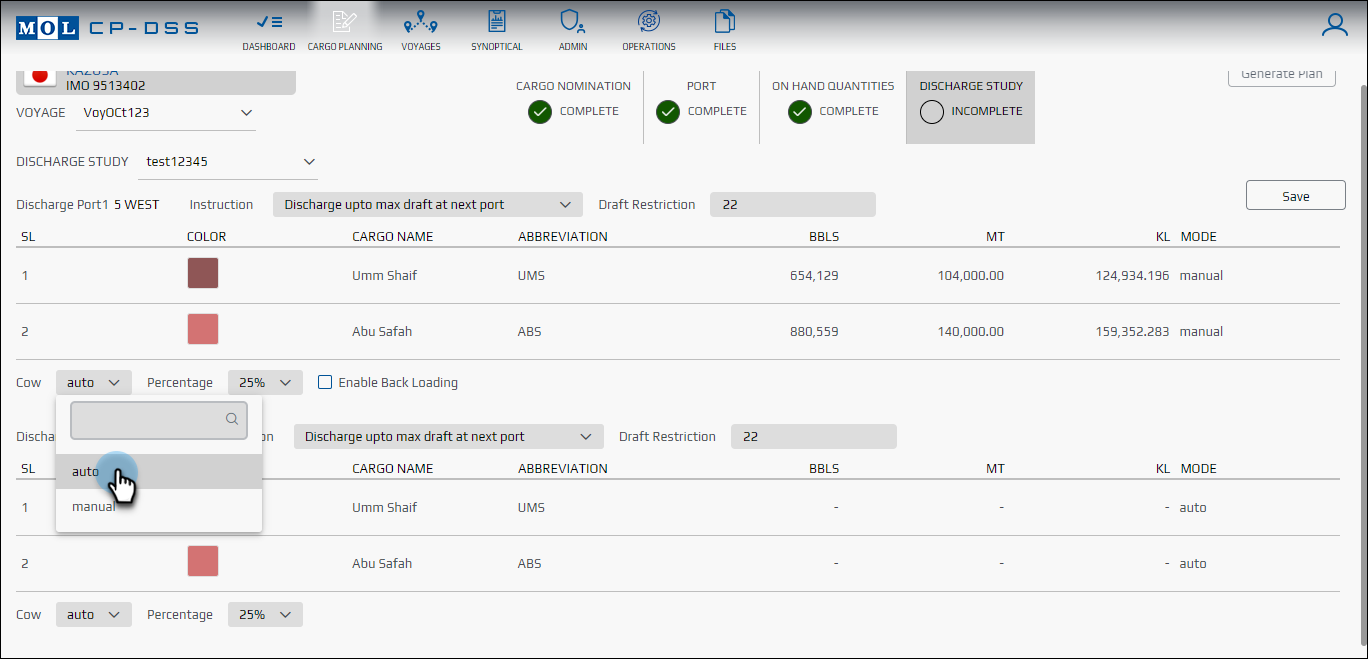 MOL CP-DSS
DASHBOARD CARGO PLANNING VOYAGES SYNOPTICAL ADMIN OPERATIONS FILES
KAZUSA
IMO 9513402
CARGO NOMINATION PORT ON HAND QUANTITIES DISCHARGE STUDY
COMPLETE COMPLETE COMPLETE INCOMPLETE
Generate Plan
VOYAGE VoyOCt123
DISCHARGE STUDY test12345
Save
Discharge Port1 5 WEST Instruction Discharge upto max draft at next port Draft Restriction 22
SL COLOR CARGO NAME ABBREVIATION BBLS MT KL MODE
1 Umm Shaif UMS 654,129 104,000.00 124,934.196 manual
2 Abu Safah ABS 880,559 140,000.00 159,352.283 manual
Cow auto Percentage 25% Enable Back Loading
Discha on Discharge upto max draft at next port Draft Restriction 22
SL CARGO NAME ABBREVIATION BBLS MT KL MODE
auto
1 Umm Shaif UMS - - - auto
manual
2 Abu Safah ABS - - - auto
Cow auto Percentage 25%